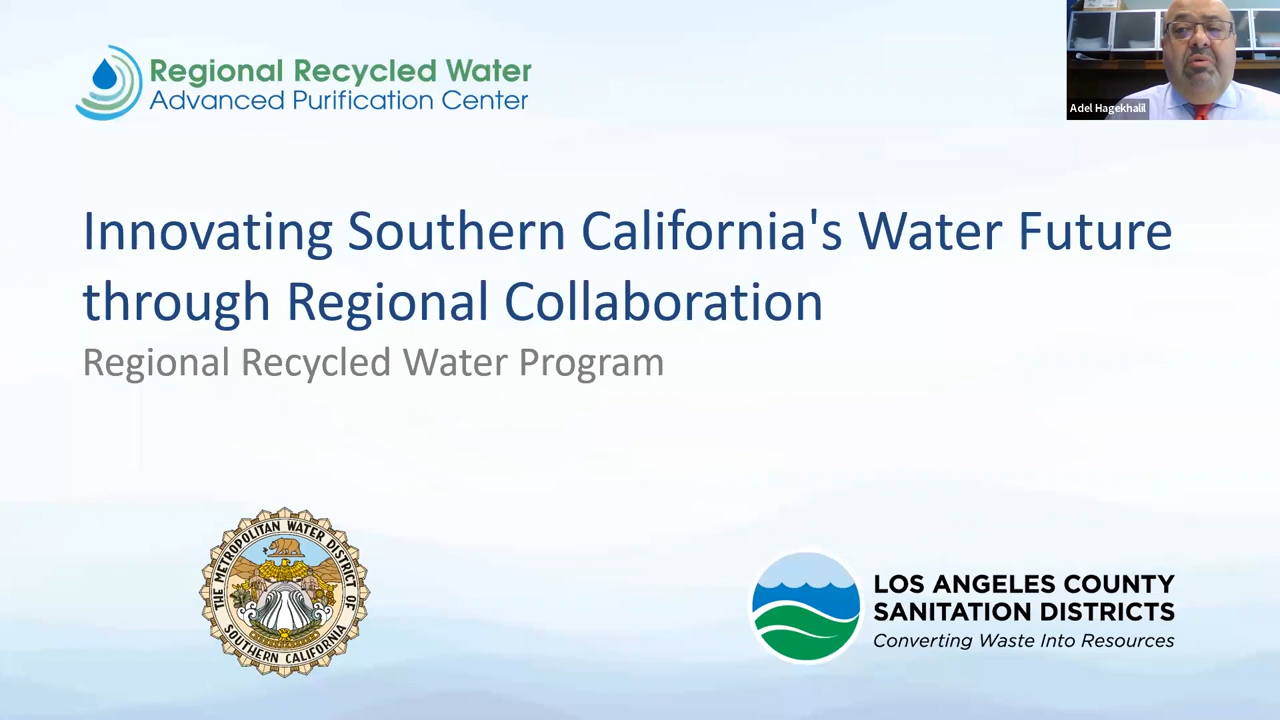 Regional Recycled Water
Advanced Purification Center
Adel Hagekhalil
Innovating Southern California's Water Future
through Regional Collaboration
Regional Recycled Water Program
THE METROPOLITAN WATER DISTRICT OF
SOUTHERN CALIFORNIA
LOS ANGELES COUNTY
SANITATION DISTRICTS
Converting Waste Into Resources